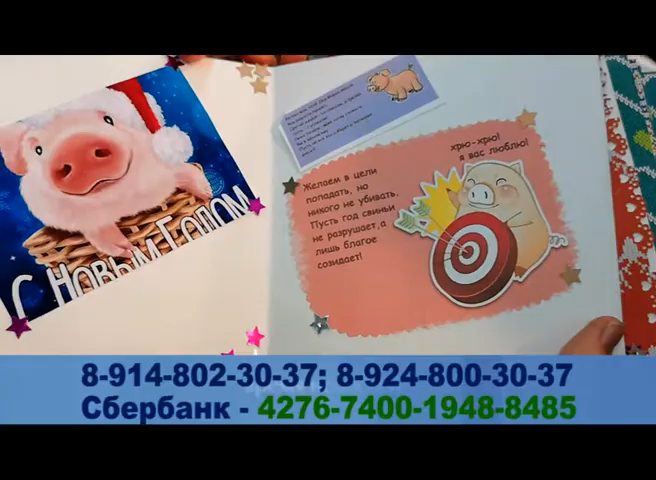 С Новым Годом
хрю-хрю!
я вас люблю!
Желаем в цели
попадать, но
никого не убивать.
Пусть год свиньи
не разрушает,а
лишь благое
созидает!
8-914-802-30-37; 8-924-800-30-37
Сбербанк - 4276-7400-1948-8485